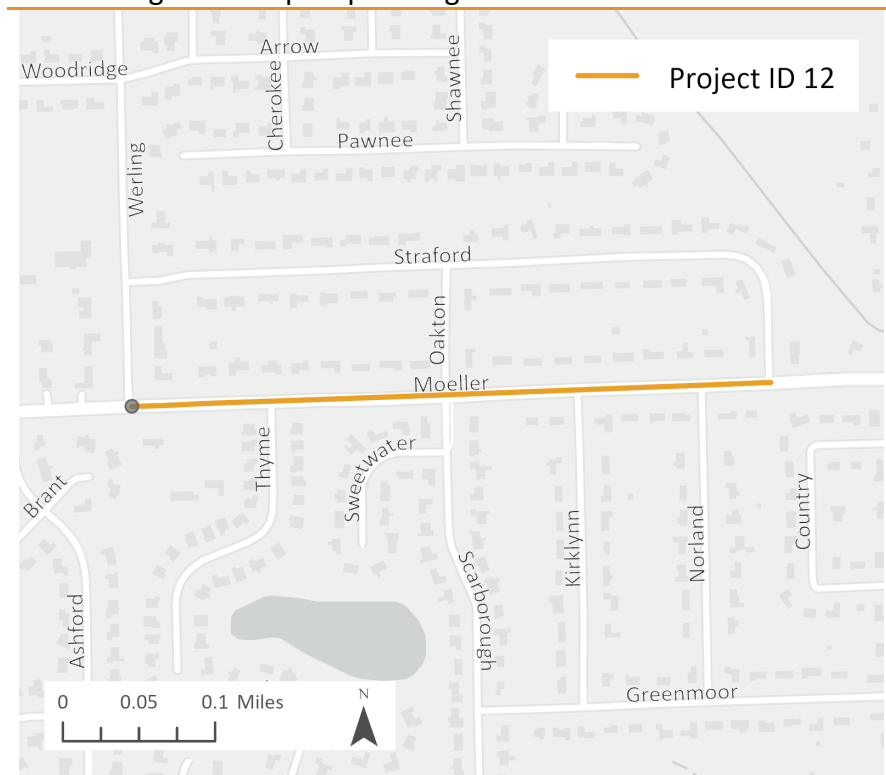 Arrow
Woodridge
Cherokee
Shawnee
Project ID 12
Pawnee
Werling
Straford
Oakton
Moeller
Thyme
Sweetwater
Brant
Country
Kirklynn
Norland
Scarborough
Ashford
Greenmoor
0 0.05 0.1 Miles
N